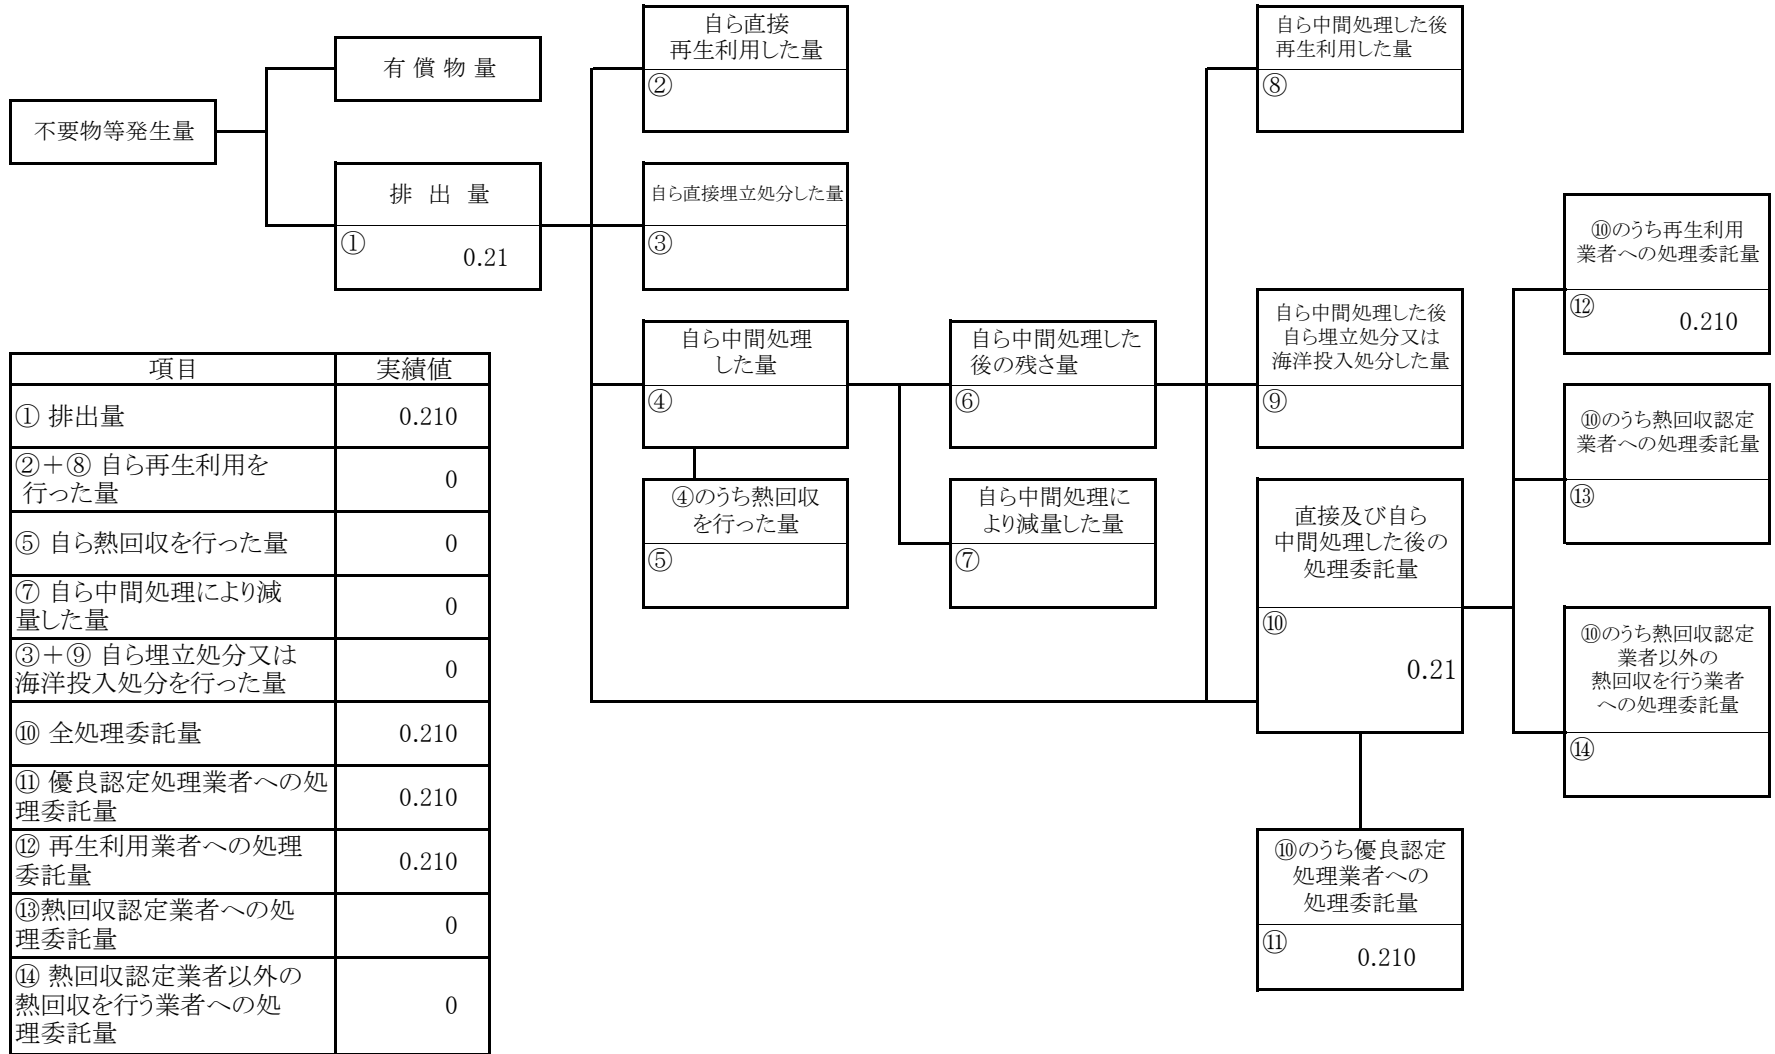 不要物等発生量
有 償 物 量
排 出 量
①
0.21
自ら直接
再生利用した量
②
自ら直接埋立処分した量
③
自ら中間処理
した量
④
④のうち熱回収
を行った量
⑤
自ら中間処理した
後の残さ量
⑥
自ら中間処理に
より減量した量
⑦
自ら中間処理した後
再生利用した量
⑧
自ら中間処理した後
自ら埋立処分又は
海洋投入処分した量
⑨
直接及び自ら
中間処理した後の
処理委託量
⑩
0.21
⑩のうち優良認定
処理業者への
処理委託量
⑪
0.210
⑩のうち再生利用
業者への処理委託量
⑫
0.210
⑩のうち熱回収認定
業者への処理委託量
⑬
⑩のうち熱回収認定
業者以外の
熱回収を行う業者
への処理委託量
⑭
項目 実績値
① 排出量 0.210
②＋⑧ 自ら再生利用を
行った量 0
⑤ 自ら熱回収を行った量 0
⑦ 自ら中間処理により減
量した量 0
③＋⑨ 自ら埋立処分又は
海洋投入処分を行った量 0
⑩ 全処理委託量 0.210
⑪ 優良認定処理業者への処
理委託量 0.210
⑫ 再生利用業者への処理
委託量 0.210
⑬熱回収認定業者への処
理委託量 0
⑭ 熱回収認定業者以外の
熱回収を行う業者への処
理委託量 0